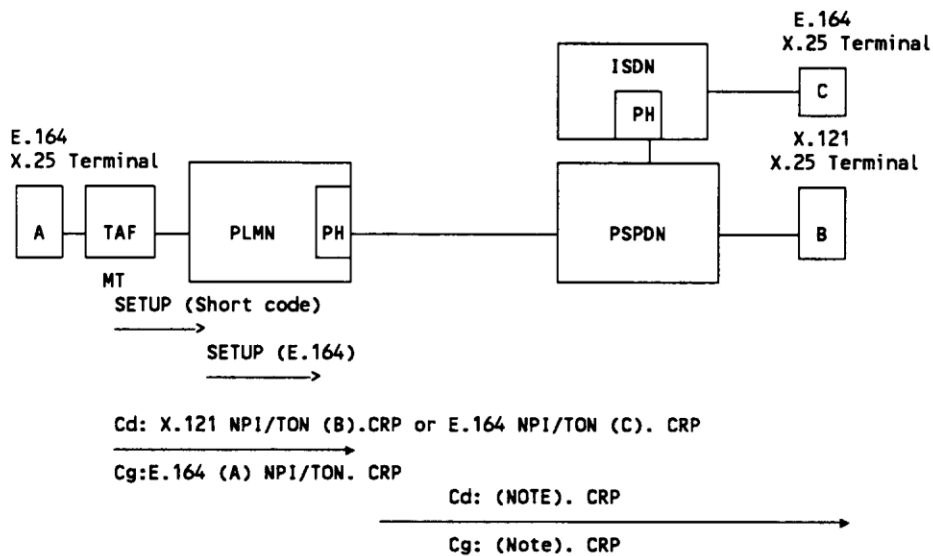 E.164
X.25 Terminal
ISDN
C
PH
E.164
X.25 Terminal
X.121
X.25 Terminal
A
TAF
PLMN
PH
PSPDN
B
MT
SETUP (Short code)
SETUP (E.164)
Cd: X.121 NPI/TON (B).CRP or E.164 NPI/TON (C). CRP
Cg:E.164 (A) NPI/TON. CRP
Cd: (NOTE). CRP
Cg: (Note). CRP